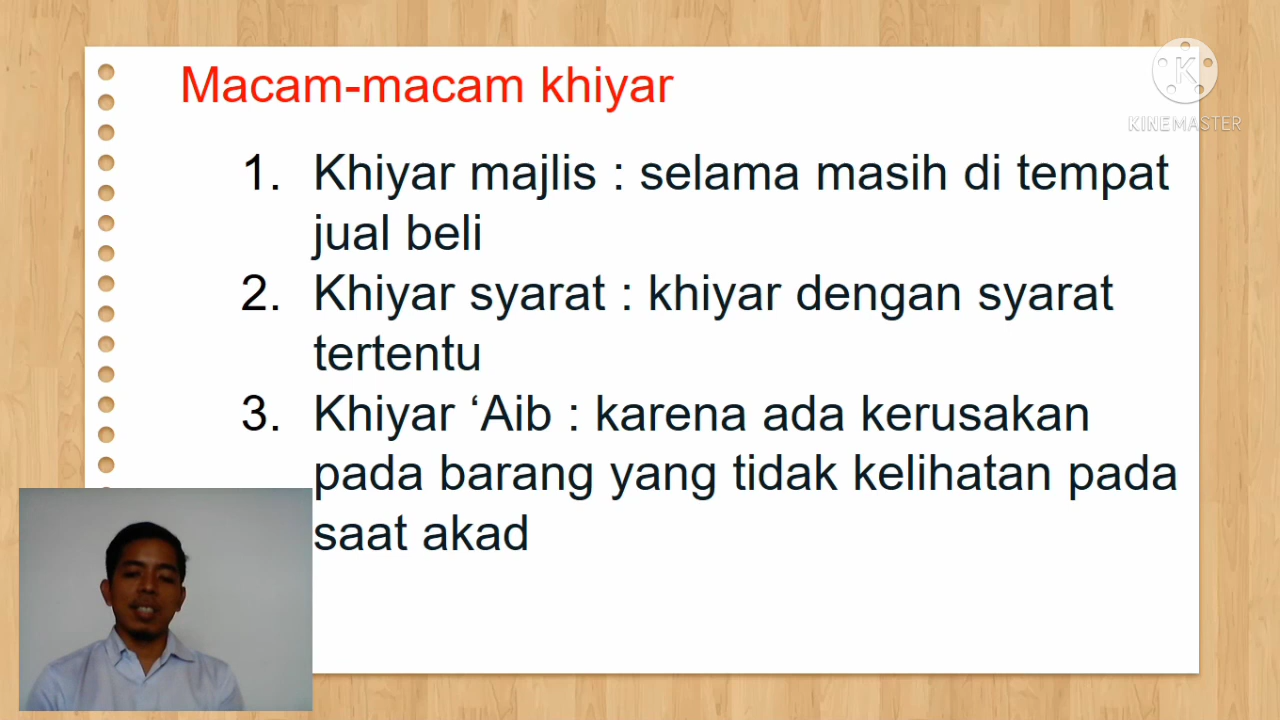 Macam-macam khiyar
K
KINEMASTER
1. Khiyar majlis : selama masih di tempat
jual beli
2. Khiyar syarat : khiyar dengan syarat
tertentu
3. Khiyar ‘Aib : karena ada kerusakan
pada barang yang tidak kelihatan pada
saat akad